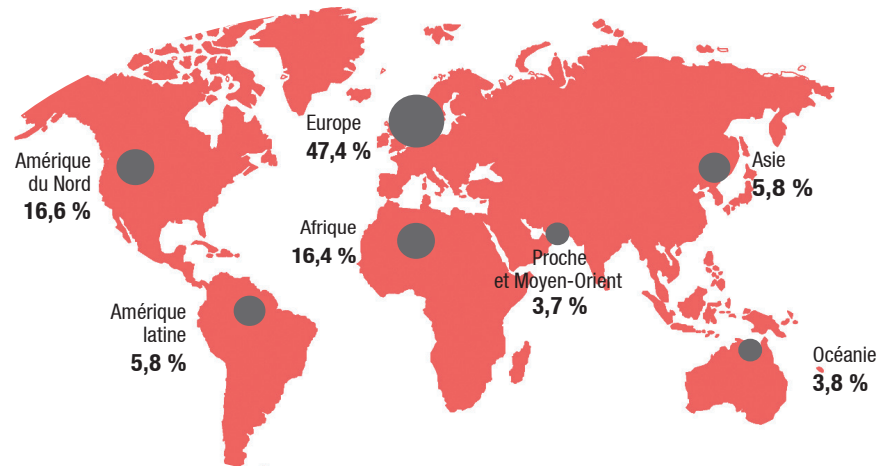 Europe
47,4 %
Amérique
du Nord
16,6 %
Asie
5,8 %
Afrique
16,4 %
Proche
et Moyen-Orient
3,7 %
Amérique
latine
5,8 %
Océanie
3,8 %